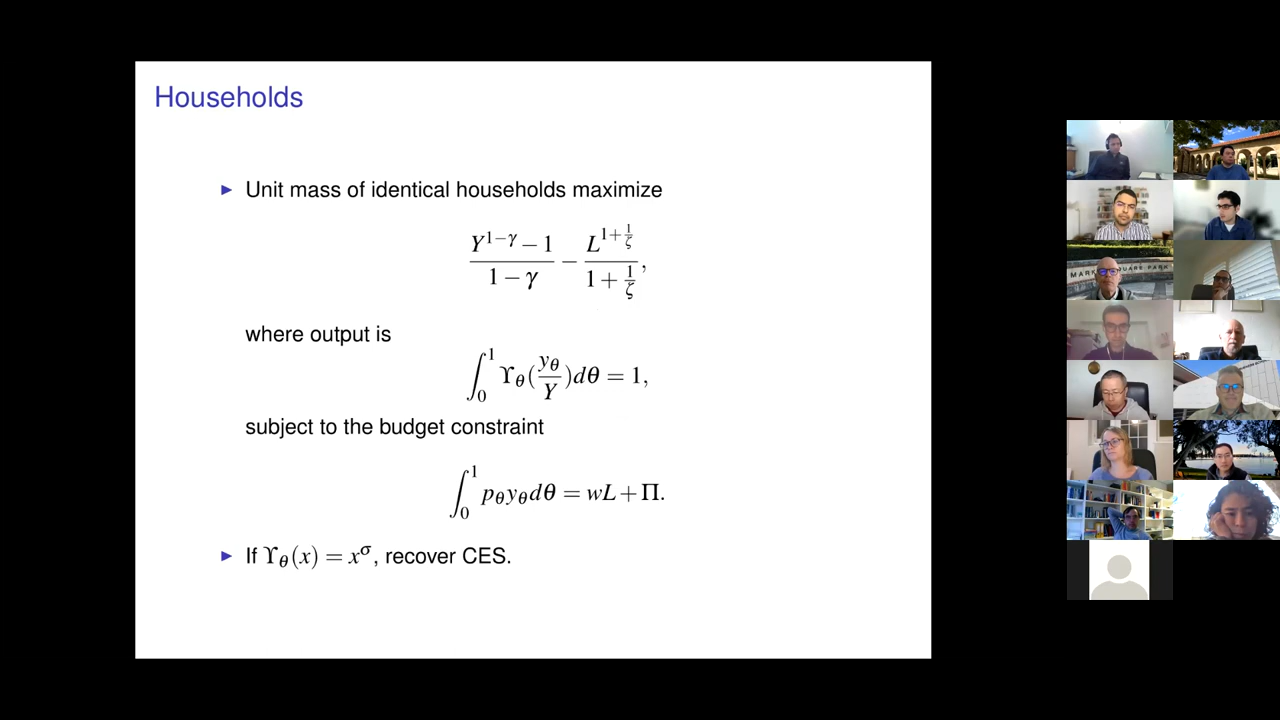 Households
▶ Unit mass of identical households maximize
\frac{Y^{1-\gamma} - 1}{1-\gamma} - \frac{L^{1+\frac{1}{\zeta}}}{1+\frac{1}{\zeta}},
where output is
\int_0^1 \Upsilon_\theta(\frac{y_\theta}{Y})d\theta = 1,
subject to the budget constraint
\int_0^1 p_\theta y_\theta d\theta = wL + \Pi.
▶ If \Upsilon_\theta(x) = x^\sigma, recover CES.